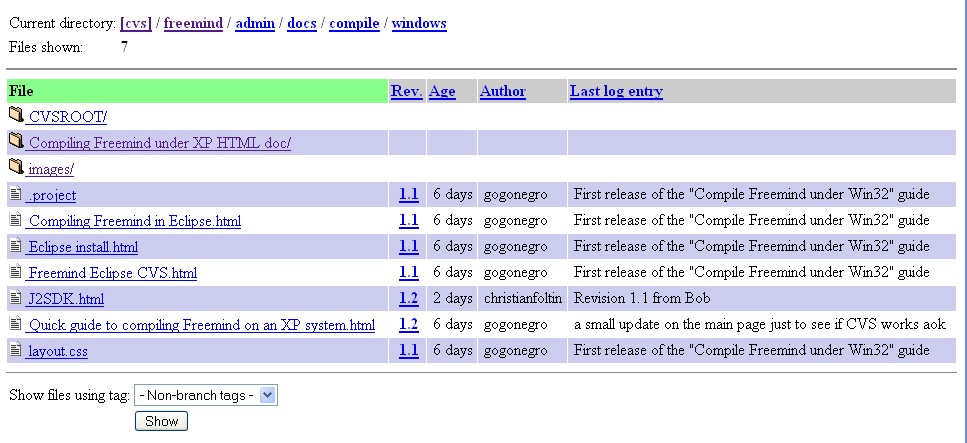 Current directory: [cvs] / freemind / admin / docs / compile / windows
Files shown: 7
File Rev. Age Author Last log entry
CVSROOT/
Compiling Freemind under XP HTML doc/
images/
.project 1.1 6 days gogonegro First release of the "Compile Freemind under Win32" guide
Compiling Freemind in Eclipse.html 1.1 6 days gogonegro First release of the "Compile Freemind under Win32" guide
Eclipse install.html 1.1 6 days gogonegro First release of the "Compile Freemind under Win32" guide
Freemind Eclipse CVS.html 1.1 6 days gogonegro First release of the "Compile Freemind under Win32" guide
J2SDK.html 1.2 2 days christianfoltin Revision 1.1 from Bob
Quick guide to compiling Freemind on an XP system.html 1.2 6 days gogonegro a small update on the main page just to see if CVS works aok
layout.css 1.1 6 days gogonegro First release of the "Compile Freemind under Win32" guide
Show files using tag: - Non-branch tags -
Show